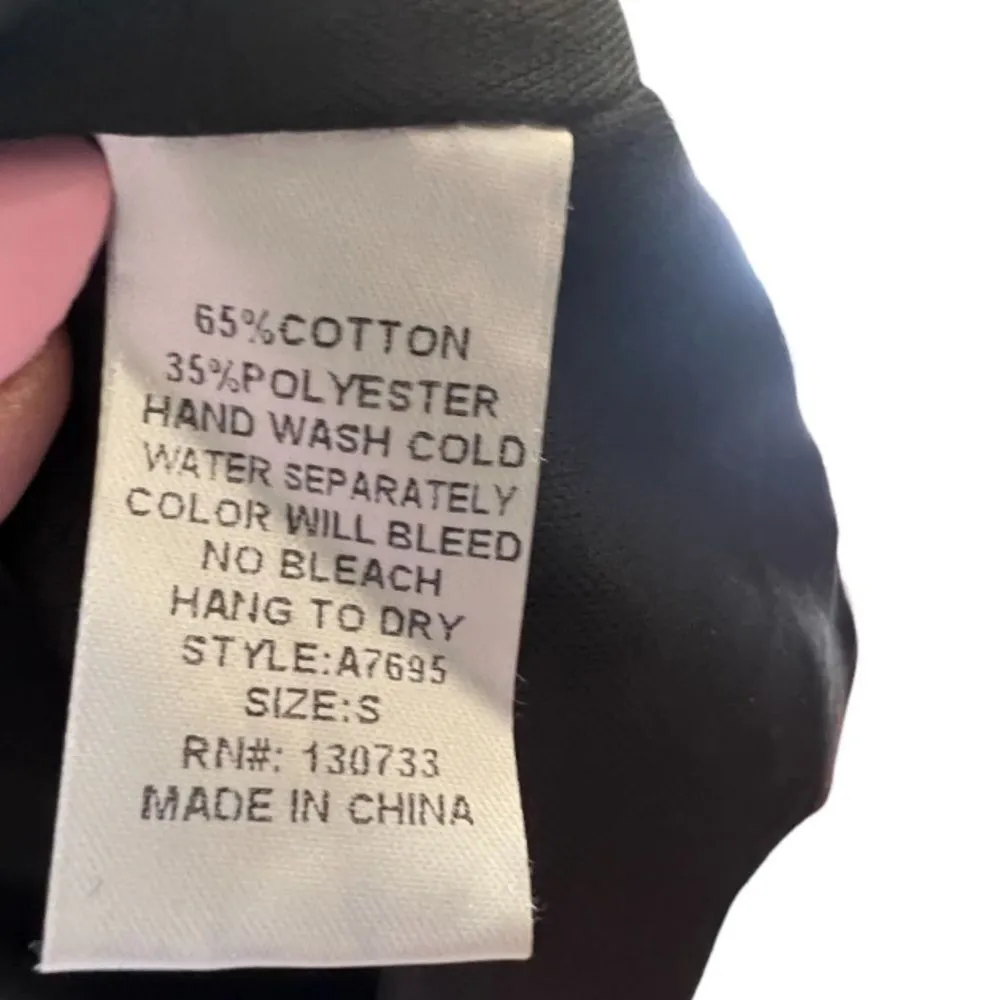 65%COTTON
35%POLYESTER
HAND WASH COLD
WATER SEPARATELY
COLOR WILL BLEED
NO BLEACH
HANG TO DRY
STYLE:A7695
SIZE:S
RN#: 130733
MADE IN CHINA